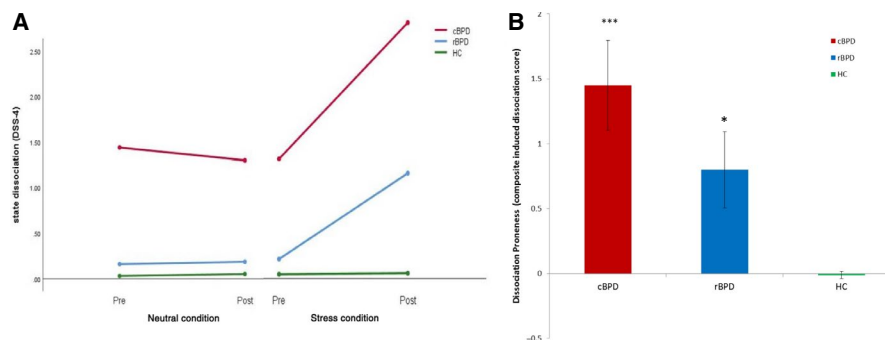 A
state dissociation (DSS-4)
2.50
2.00
1.50
1.00
.50
.00
cBPD
rBPD
HC
Pre
Post
Pre
Post
Neutral condition
Stress condition
B
Dissociation Proneness (composite induced dissociation score)
2
1.5
1
0.5
0
−0.5
***
*
cBPD
rBPD
HC
cBPD
rBPD
HC